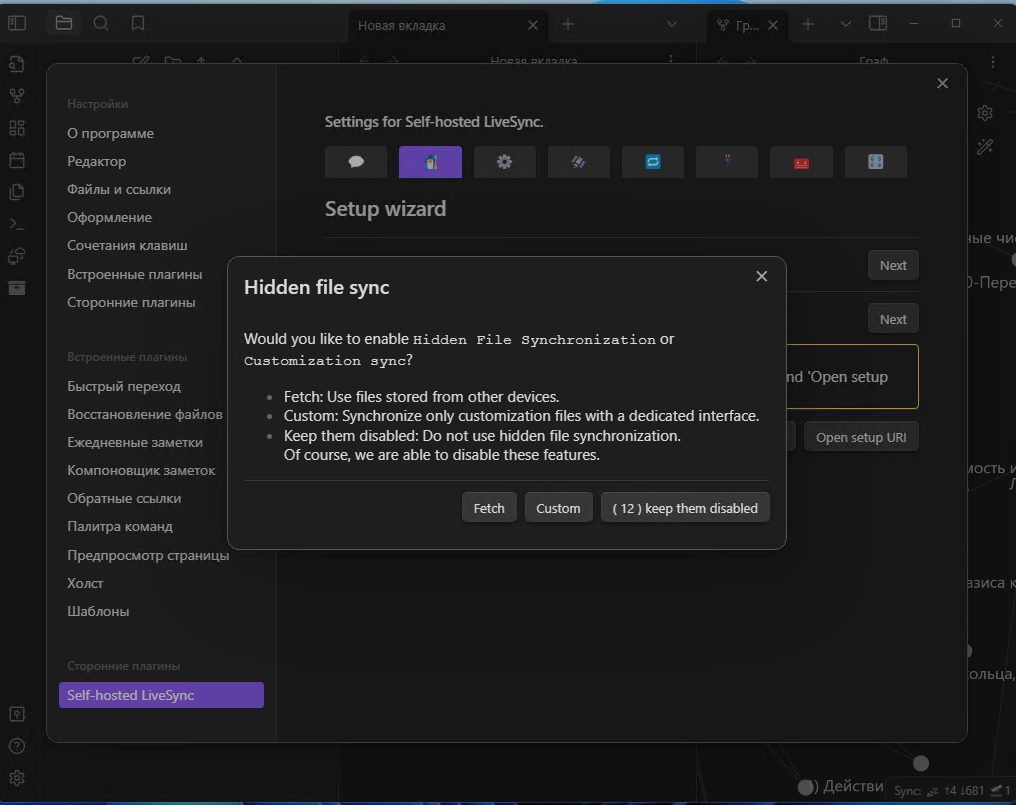 Новая вкладка
Гр...
Новая вкладка
Граф
Настройки
О программе
Редактор
Файлы и ссылки
Оформление
Сочетания клавиш
Встроенные плагины
Сторонние плагины
Встроенные плагины
Быстрый переход
Восстановление файлов
Ежедневные заметки
Компоновщик заметок
Обратные ссылки
Палитра команд
Предпросмотр страницы
Холст
Шаблоны
Сторонние плагины
Self-hosted LiveSync
Settings for Self-hosted LiveSync.
Setup wizard
Next
Next
nd 'Open setup
Open setup URI
Hidden file sync
Would you like to enable Hidden File Synchronization or
Customization sync?
Fetch: Use files stored from other devices.
Custom: Synchronize only customization files with a dedicated interface.
Keep them disabled: Do not use hidden file synchronization.
Of course, we are able to disable these features.
Fetch
Custom
( 12 ) keep them disabled
ные чи
0-Пере
мость и
азиса к
ольца,
) Действи
Sync: ↑4 ↓681 1